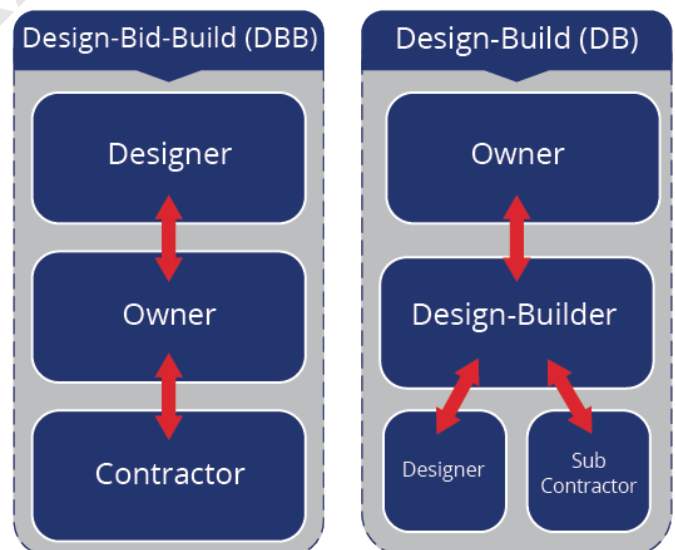 Design-Bid-Build (DBB)
Designer
Owner
Contractor
Design-Build (DB)
Owner
Design-Builder
Designer
Sub
Contractor